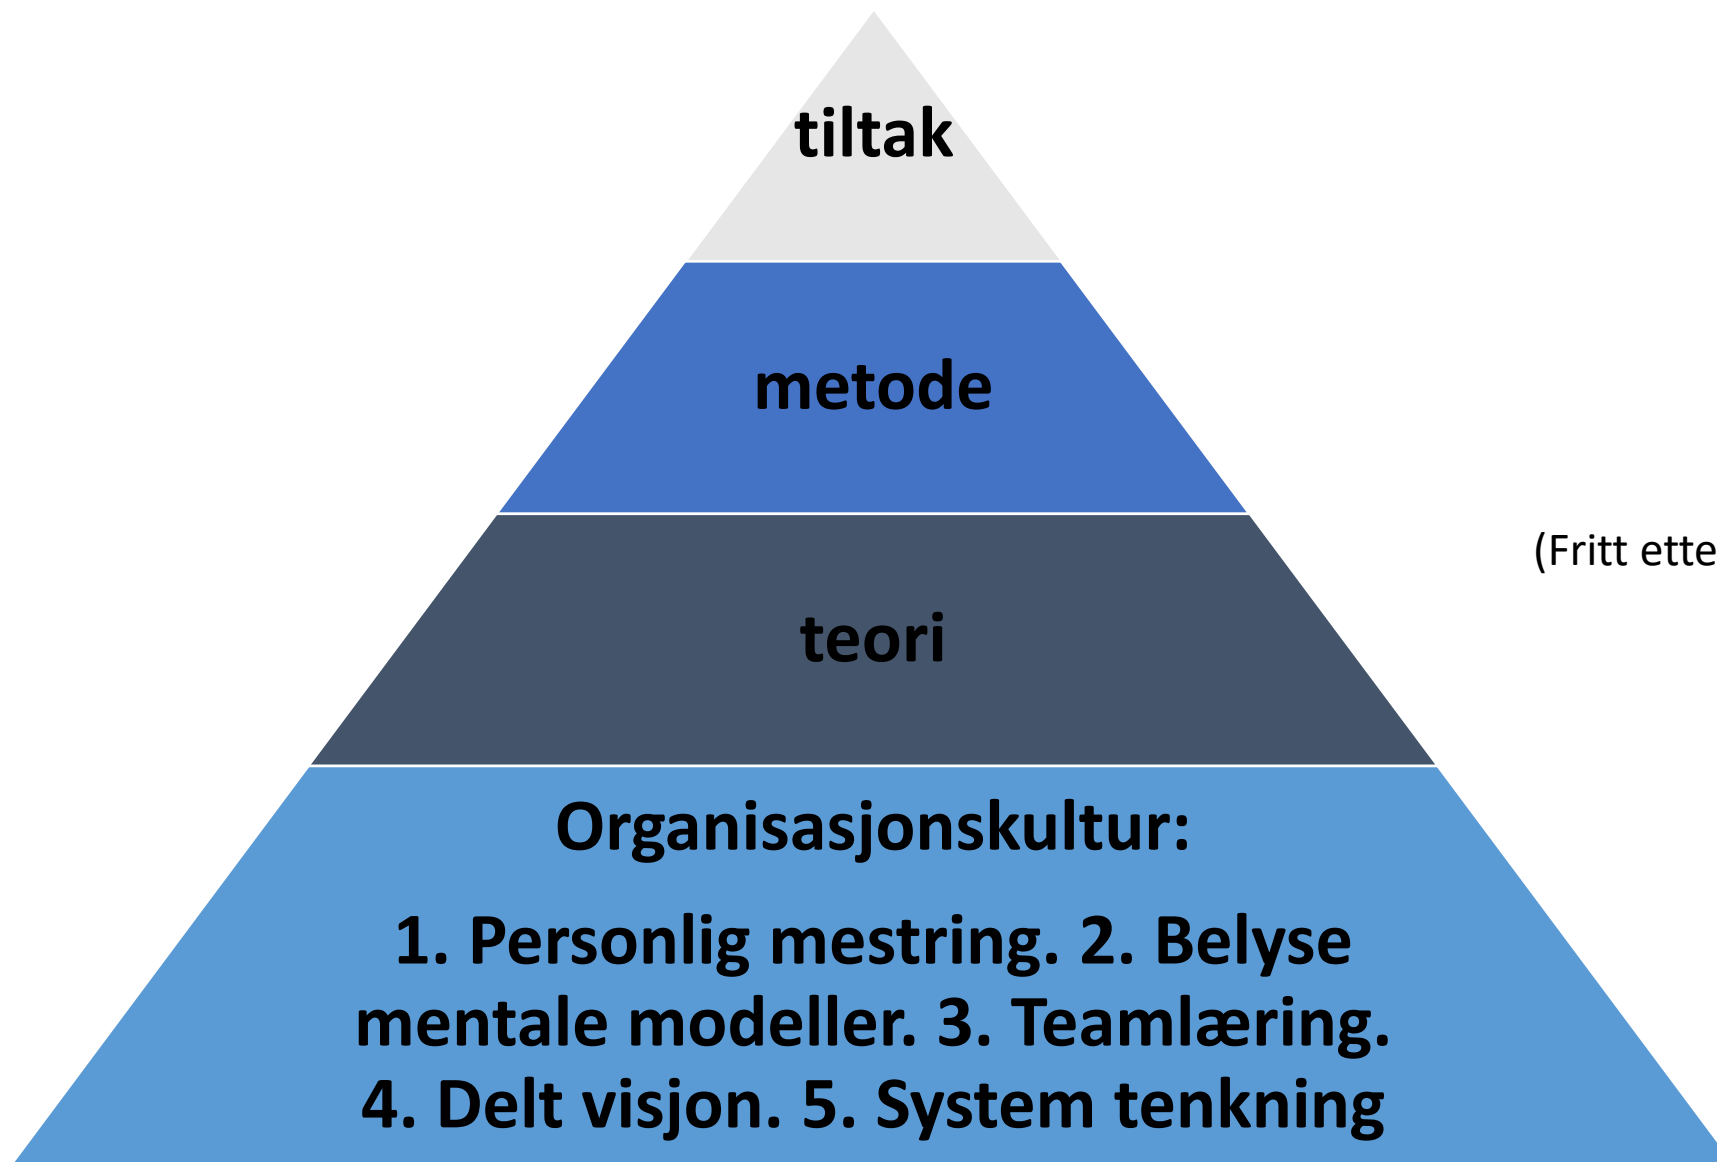 tiltak
metode
(Fritt ette
teori
Organisasjonskultur:
1. Personlig mestring. 2. Belyse
mentale modeller. 3. Teamlæring.
4. Delt visjon. 5. System tenkning